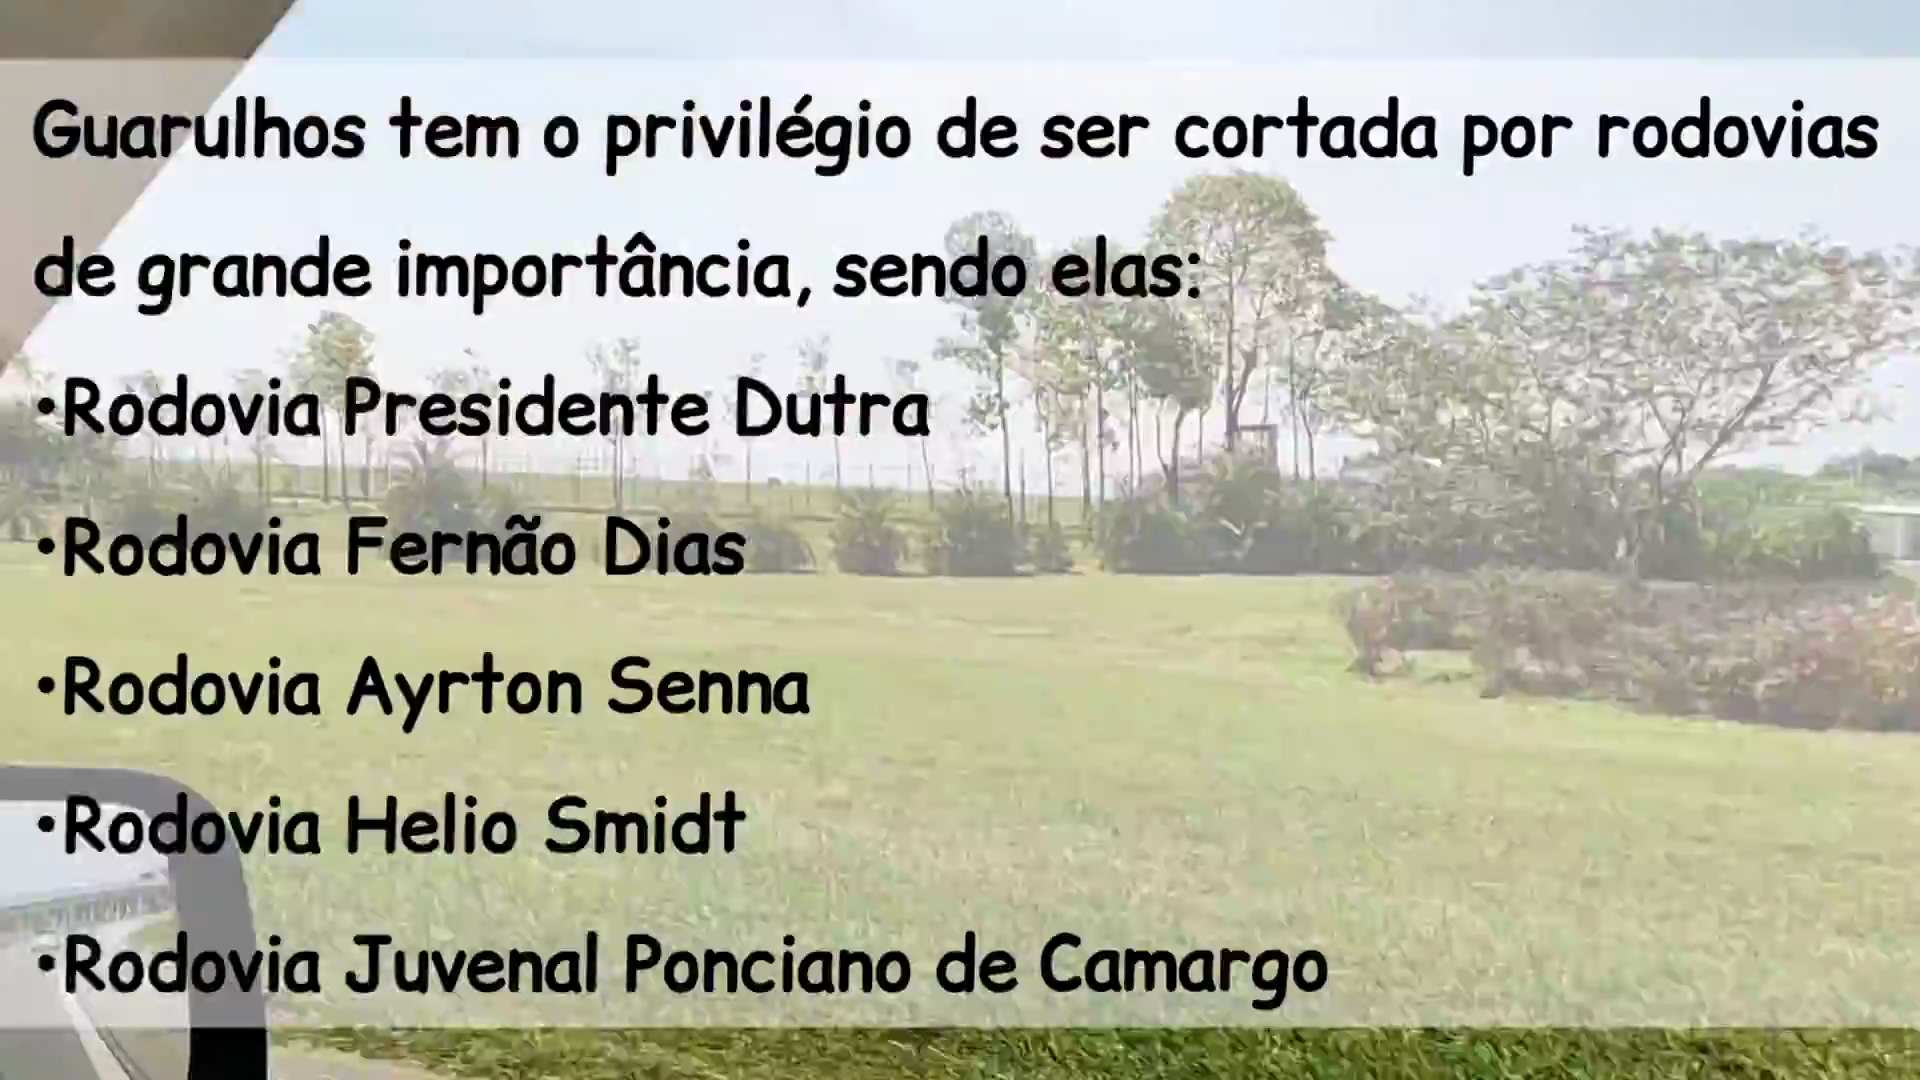 Guarulhos tem o privilégio de ser cortada por rodovias
de grande importância, sendo elas:
•Rodovia Presidente Dutra
•Rodovia Fernão Dias
•Rodovia Ayrton Senna
•Rodovia Helio Smidt
•Rodovia Juvenal Ponciano de Camargo